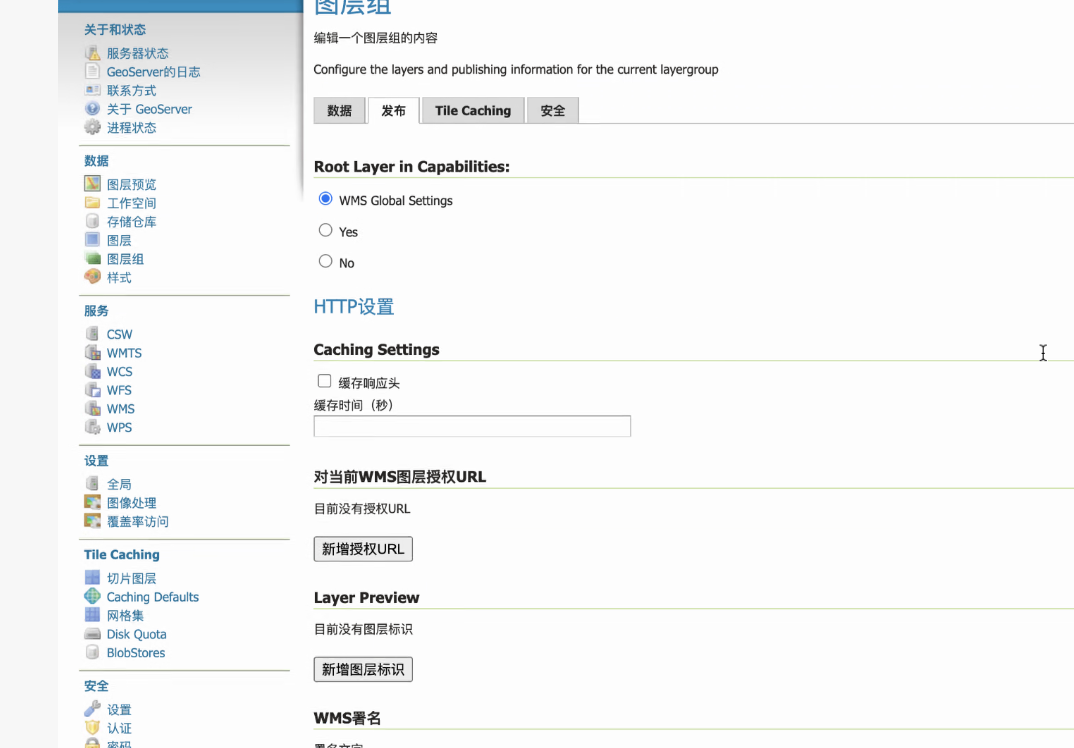 图层组
编辑一个图层组的内容
Configure the layers and publishing information for the current layergroup
数据 发布 Tile Caching 安全
Root Layer in Capabilities:
WMS Global Settings
Yes
No
HTTP设置
Caching Settings
缓存响应头
缓存时间（秒）
对当前WMS图层授权URL
目前没有授权URL
新增授权URL
Layer Preview
目前没有图层标识
新增图层标识
WMS署名
署名文字
关于和状态
服务器状态
GeoServer的日志
联系方式
关于 GeoServer
进程状态
数据
图层预览
工作空间
存储仓库
图层
图层组
样式
服务
CSW
WMTS
WCS
WFS
WMS
WPS
设置
全局
图像处理
覆盖率访问
Tile Caching
切片图层
Caching Defaults
网格集
Disk Quota
BlobStores
安全
设置
认证
密码